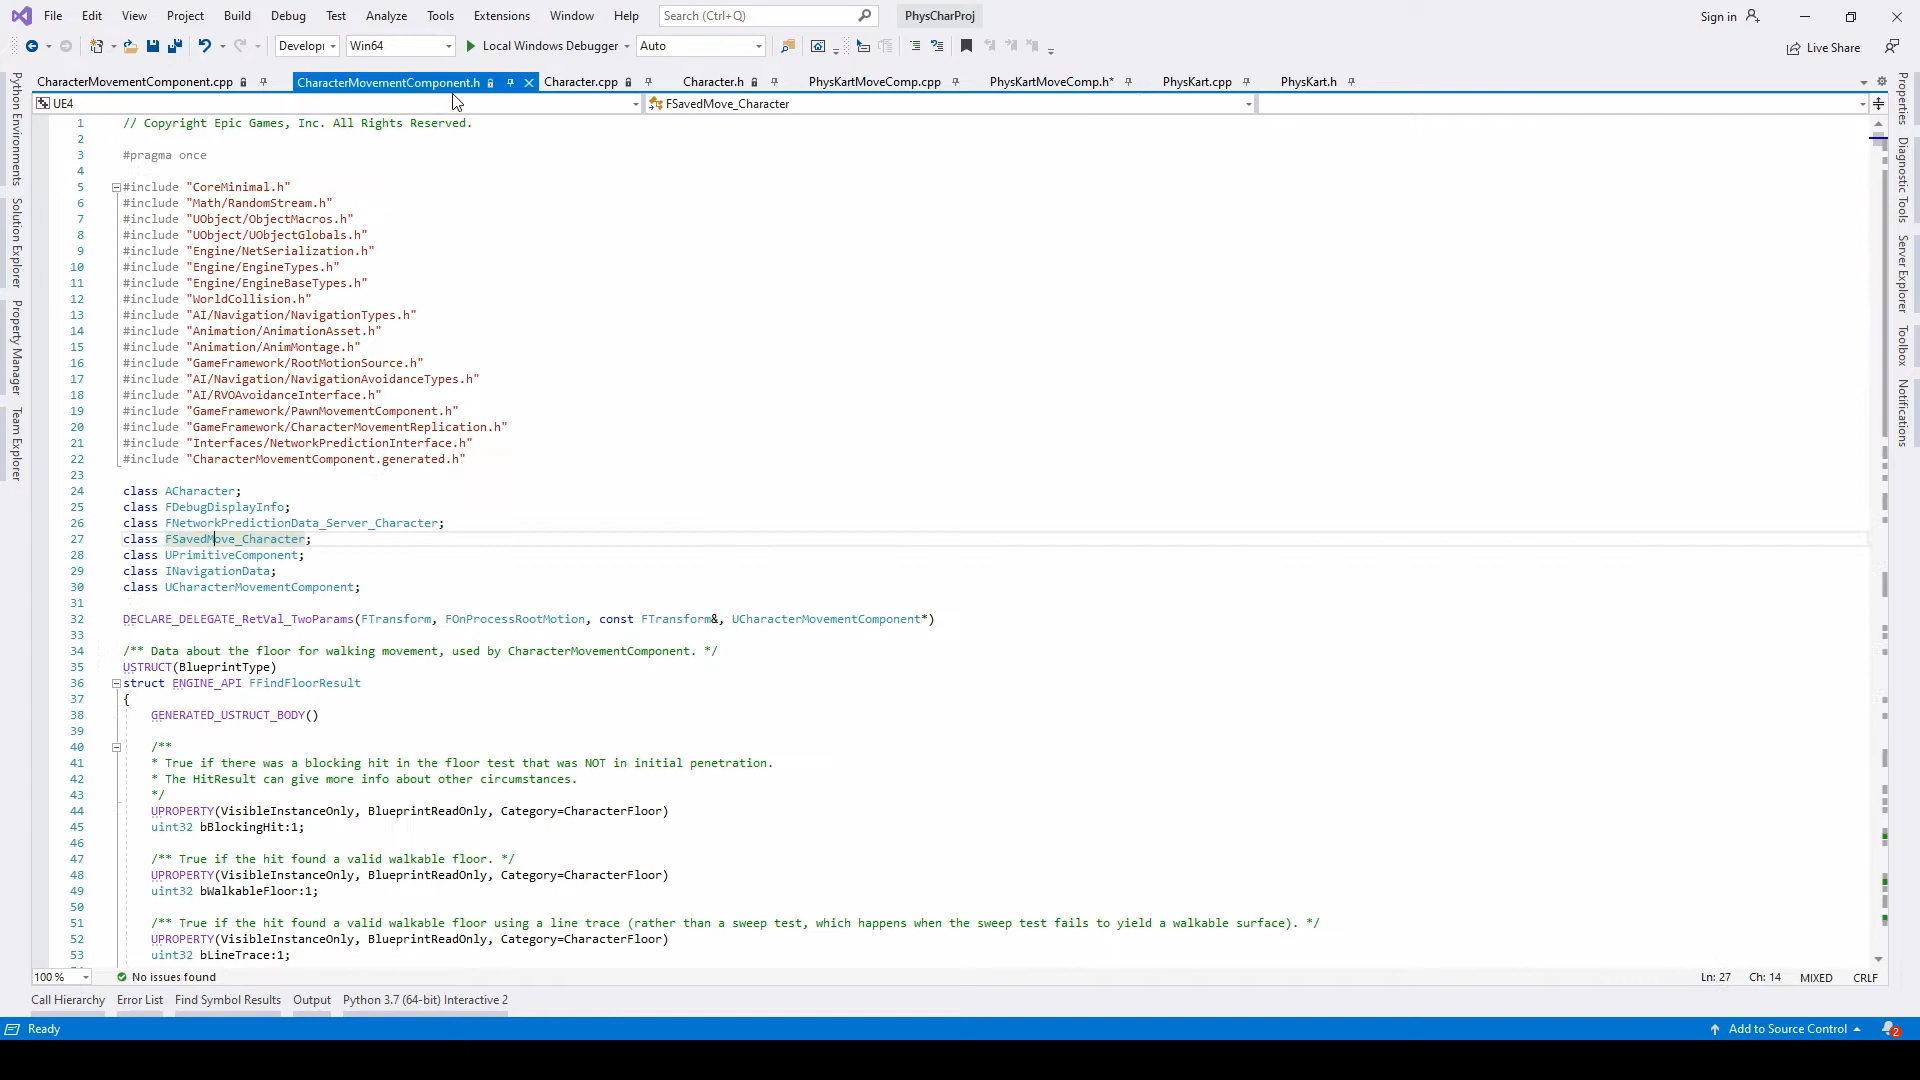 File Edit View Project Build Debug Test Analyze Tools Extensions Window Help Search (Ctrl+Q) PhysCharProj Sign in
Developi Win64 Local Windows Debugger Auto Live Share
CharacterMovementComponent.cpp CharacterMovementComponent.h Character.cpp Character.h PhysKartMoveComp.cpp PhysKartMoveComp.h* PhysKart.cpp PhysKart.h
UE4 FSavedMove_Character
Python Environments
Solution Explorer
Property Manager
Team Explorer
1 // Copyright Epic Games, Inc. All Rights Reserved.
2
3 #pragma once
4
5 #include "CoreMinimal.h"
6 #include "Math/RandomStream.h"
7 #include "UObject/ObjectMacros.h"
8 #include "UObject/UObjectGlobals.h"
9 #include "Engine/NetSerialization.h"
10 #include "Engine/EngineTypes.h"
11 #include "Engine/EngineBaseTypes.h"
12 #include "WorldCollision.h"
13 #include "AI/Navigation/NavigationTypes.h"
14 #include "Animation/AnimationAsset.h"
15 #include "Animation/AnimMontage.h"
16 #include "GameFramework/RootMotionSource.h"
17 #include "AI/Navigation/NavigationAvoidanceTypes.h"
18 #include "AI/RVOAvoidanceInterface.h"
19 #include "GameFramework/PawnMovementComponent.h"
20 #include "GameFramework/CharacterMovementReplication.h"
21 #include "Interfaces/NetworkPredictionInterface.h"
22 #include "CharacterMovementComponent.generated.h"
23
24 class ACharacter;
25 class FDebugDisplayInfo;
26 class FNetworkPredictionData_Server_Character;
27 class FSavedMove_Character;
28 class UPrimitiveComponent;
29 class INavigationData;
30 class UCharacterMovementComponent;
31
32 DECLARE_DELEGATE_RetVal_TwoParams(FTransform, FOnProcessRootMotion, const FTransform&, UCharacterMovementComponent*)
33
34 /** Data about the floor for walking movement, used by CharacterMovementComponent. */
35 USTRUCT(BlueprintType)
36 struct ENGINE_API FFindFloorResult
37 {
38 GENERATED_USTRUCT_BODY()
39
40 /**
41 * True if there was a blocking hit in the floor test that was NOT in initial penetration.
42 * The HitResult can give more info about other circumstances.
43 */
44 UPROPERTY(VisibleInstanceOnly, BlueprintReadOnly, Category=CharacterFloor)
45 uint32 bBlockingHit:1;
46
47 /** True if the hit found a valid walkable floor. */
48 UPROPERTY(VisibleInstanceOnly, BlueprintReadOnly, Category=CharacterFloor)
49 uint32 bWalkableFloor:1;
50
51 /** True if the hit found a valid walkable floor using a line trace (rather than a sweep test, which happens when the sweep test fails to yield a walkable surface). */
52 UPROPERTY(VisibleInstanceOnly, BlueprintReadOnly, Category=CharacterFloor)
53 uint32 bLineTrace:1;
Properties
Diagnostic Tools
Server Explorer
Toolbox
Notifications
100 % No issues found Ln: 27 Ch: 14 MIXED CRLF
Call Hierarchy Error List Find Symbol Results Output Python 3.7 (64-bit) Interactive 2
Ready Add to Source Control 2